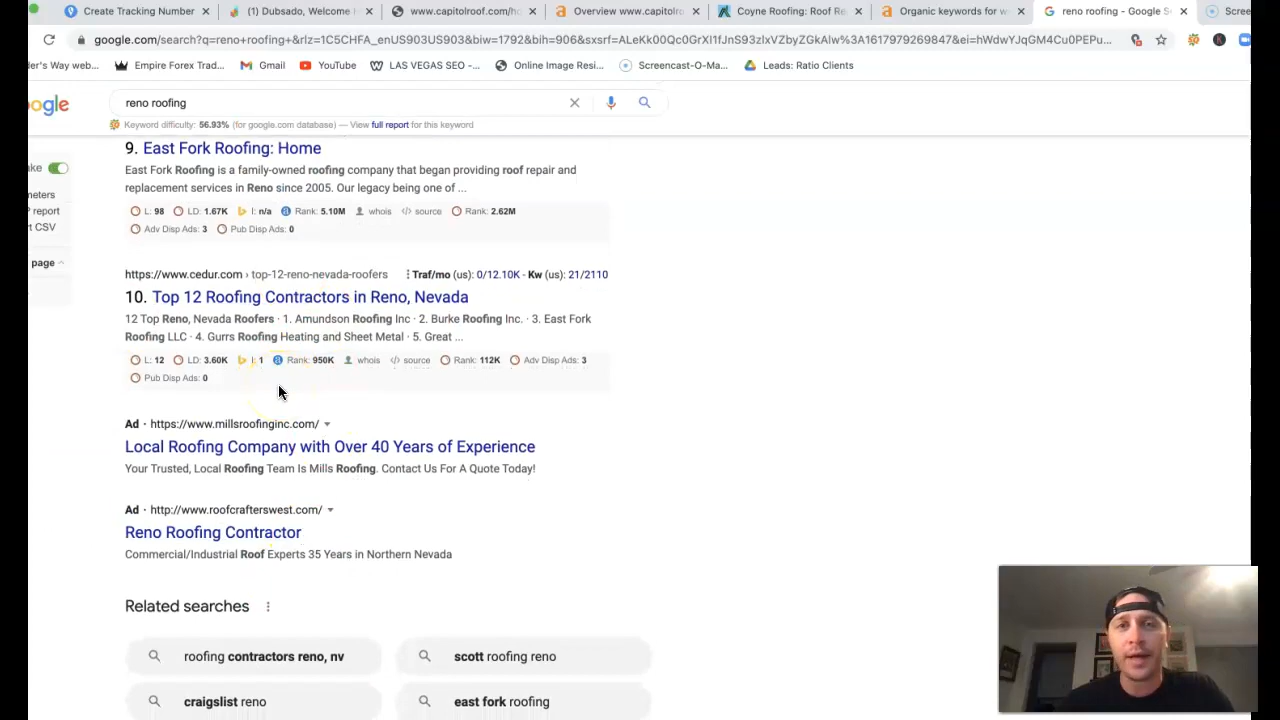 Create Tracking Number
(1) Dubsado, Welcome
www.capitolroof.com/ho
Overview www.capitolro
Coyne Roofing: Roof Re
Organic keywords for w
reno roofing - Google S
Scree
google.com/search?q=reno+roofing+&rlz=1C5CHFA_enUS903US903&biw=1792&bih=906&sxsrf=ALeKk00Qc0GrXI1fJnS93zlxVZbyZGkAlw%3A1617979269847&ei=hWdwYJqGM4Cu0PEPu...
der's Way web...
Empire Forex Trad...
Gmail
YouTube
LAS VEGAS SEO -...
Online Image Resi...
Screencast-O-Ma...
Leads: Ratio Clients
ogle
reno roofing
Keyword difficulty: 56.93% (for google.com database) — View full report for this keyword
ake
meters
P report
rt CSV
page
9. East Fork Roofing: Home
East Fork Roofing is a family-owned roofing company that began providing roof repair and
replacement services in Reno since 2005. Our legacy being one of ...
L: 98 LD: 1.67K I: n/a Rank: 5.10M whois source Rank: 2.62M
Adv Disp Ads: 3 Pub Disp Ads: 0
https://www.cedur.com › top-12-reno-nevada-roofers Traf/mo (us): 0/12.10K - Kw (us): 21/2110
10. Top 12 Roofing Contractors in Reno, Nevada
12 Top Reno, Nevada Roofers · 1. Amundson Roofing Inc · 2. Burke Roofing Inc. · 3. East Fork
Roofing LLC · 4. Gurrs Roofing Heating and Sheet Metal · 5. Great ...
L: 12 LD: 3.60K I: 1 Rank: 950K whois source Rank: 112K Adv Disp Ads: 3
Pub Disp Ads: 0
Ad · https://www.millsroofinginc.com/
Local Roofing Company with Over 40 Years of Experience
Your Trusted, Local Roofing Team Is Mills Roofing. Contact Us For A Quote Today!
Ad · http://www.roofcrafterswest.com/
Reno Roofing Contractor
Commercial/Industrial Roof Experts 35 Years in Northern Nevada
Related searches
roofing contractors reno, nv
scott roofing reno
craigslist reno
east fork roofing